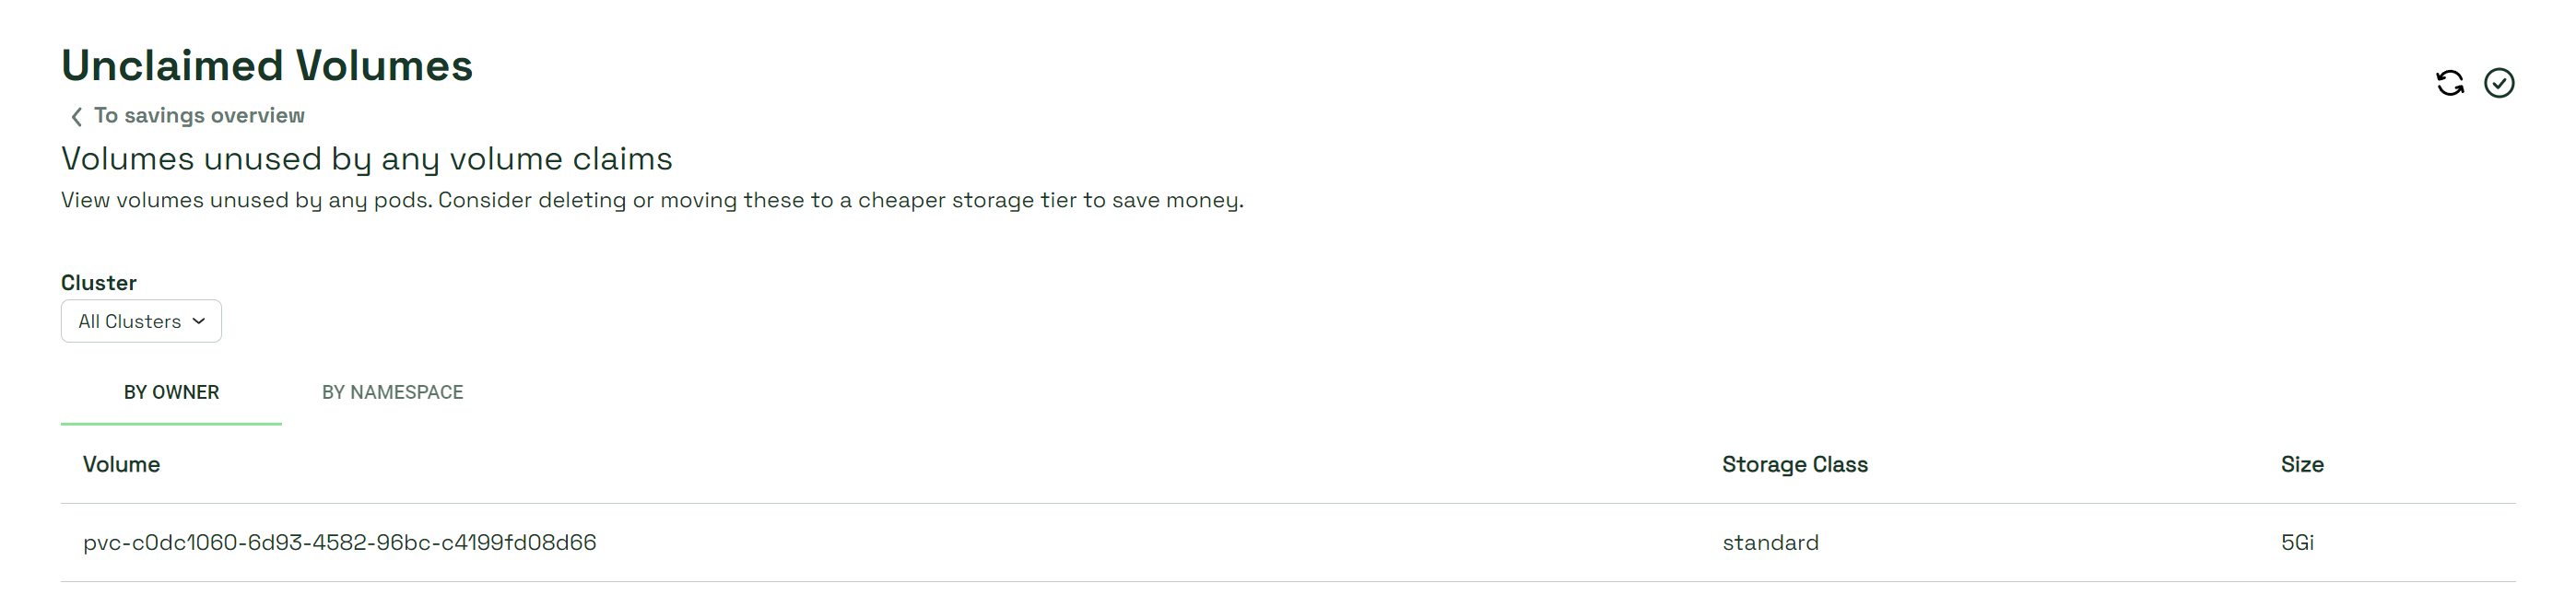 Unclaimed Volumes
To savings overview
Volumes unused by any volume claims
View volumes unused by any pods. Consider deleting or moving these to a cheaper storage tier to save money.
Cluster
All Clusters
BY OWNER BY NAMESPACE
Volume Storage Class Size
pvc-c0dc1060-6d93-4582-96bc-c4199fd08d66 standard 5Gi